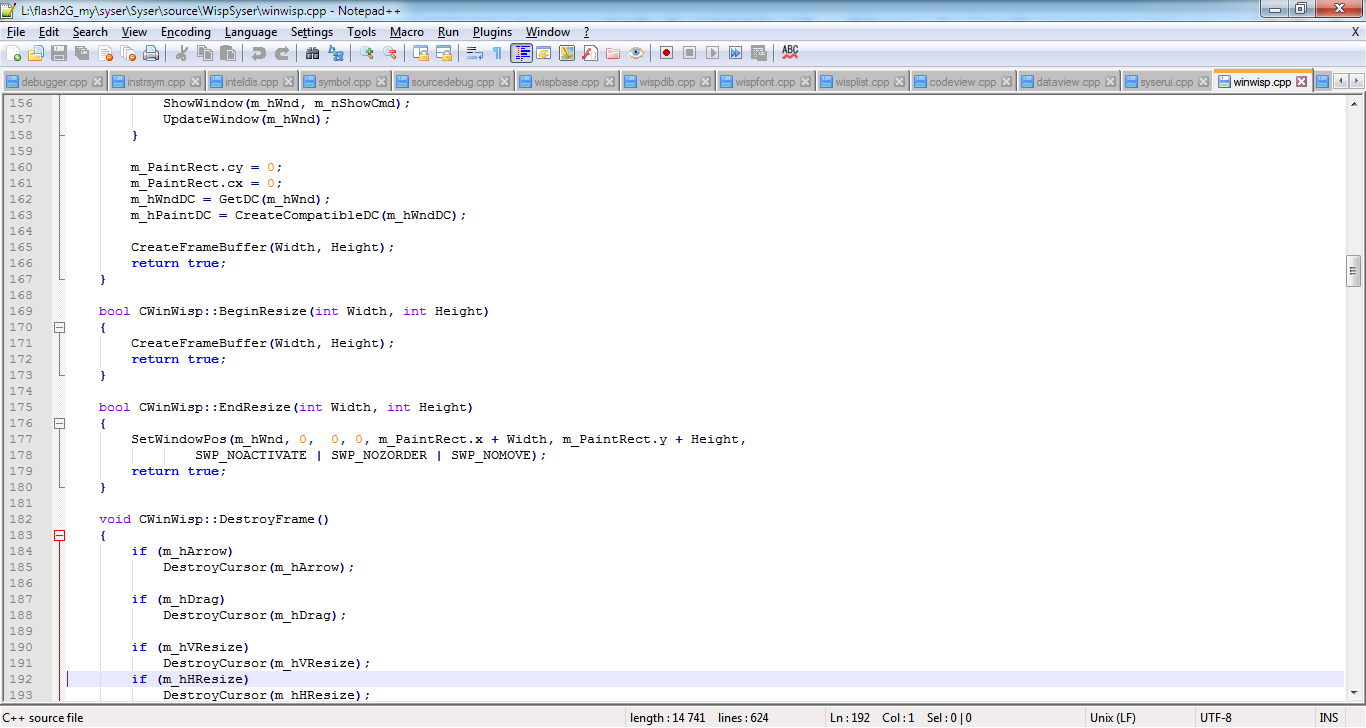 L:\flash2G_my\syser\Syser\source\WispSyser\winwisp.cpp - Notepad++
File Edit Search View Encoding Language Settings Tools Macro Run Plugins Window ? X
ABC
debugger.cpp instrsym.cpp inteldis.cpp symbol.cpp sourcedebug.cpp wispbase.cpp wispdib.cpp wispfont.cpp wisplist.cpp codeview.cpp dataview.cpp syserui.cpp winwisp.cpp
156 ShowWindow(m_hWnd, m_nShowCmd);
157 UpdateWindow(m_hWnd);
158 }
159
160 m_PaintRect.cy = 0;
161 m_PaintRect.cx = 0;
162 m_hWndDC = GetDC(m_hWnd);
163 m_hPaintDC = CreateCompatibleDC(m_hWndDC);
164
165 CreateFrameBuffer(Width, Height);
166 return true;
167 }
168
169 bool CWinWisp::BeginResize(int Width, int Height)
170 {
171 CreateFrameBuffer(Width, Height);
172 return true;
173 }
174
175 bool CWinWisp::EndResize(int Width, int Height)
176 {
177 SetWindowPos(m_hWnd, 0,  0, 0, m_PaintRect.x + Width, m_PaintRect.y + Height,
178 SWP_NOACTIVATE | SWP_NOZORDER | SWP_NOMOVE);
179 return true;
180 }
181
182 void CWinWisp::DestroyFrame()
183 {
184 if (m_hArrow)
185 DestroyCursor(m_hArrow);
186
187 if (m_hDrag)
188 DestroyCursor(m_hDrag);
189
190 if (m_hVResize)
191 DestroyCursor(m_hVResize);
192 if (m_hHResize)
193 DestroyCursor(m_hHResize);
C++ source file length : 14 741 lines : 624 Ln : 192 Col : 1 Sel : 0 | 0 Unix (LF) UTF-8 INS